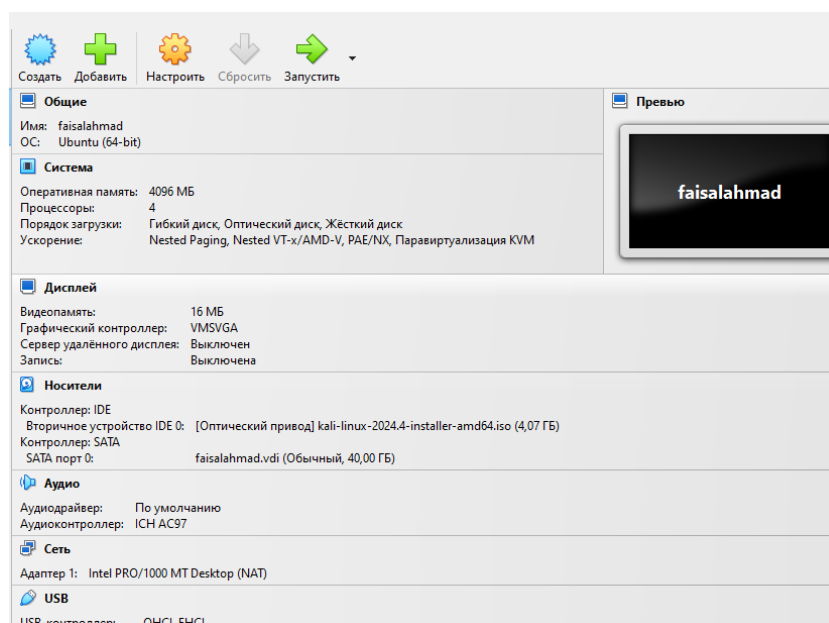 Создать Добавить Настроить Сбросить Запустить
Общие
Имя: faisalahmad
ОС: Ubuntu (64-bit)
Превью
faisalahmad
Система
Оперативная память: 4096 МБ
Процессоры: 4
Порядок загрузки: Гибкий диск, Оптический диск, Жёсткий диск
Ускорение: Nested Paging, Nested VT-x/AMD-V, PAE/NX, Паравиртуализация KVM
Дисплей
Видеопамять: 16 МБ
Графический контроллер: VMSVGA
Сервер удалённого дисплея: Выключен
Запись: Выключена
Носители
Контроллер: IDE
Вторичное устройство IDE 0: [Оптический привод] kali-linux-2024.4-installer-amd64.iso (4,07 ГБ)
Контроллер: SATA
SATA порт 0: faisalahmad.vdi (Обычный, 40,00 ГБ)
Аудио
Аудиодрайвер: По умолчанию
Аудиоконтроллер: ICH AC97
Сеть
Адаптер 1: Intel PRO/1000 MT Desktop (NAT)
USB
USB-контроллер: OHCI, EHCI